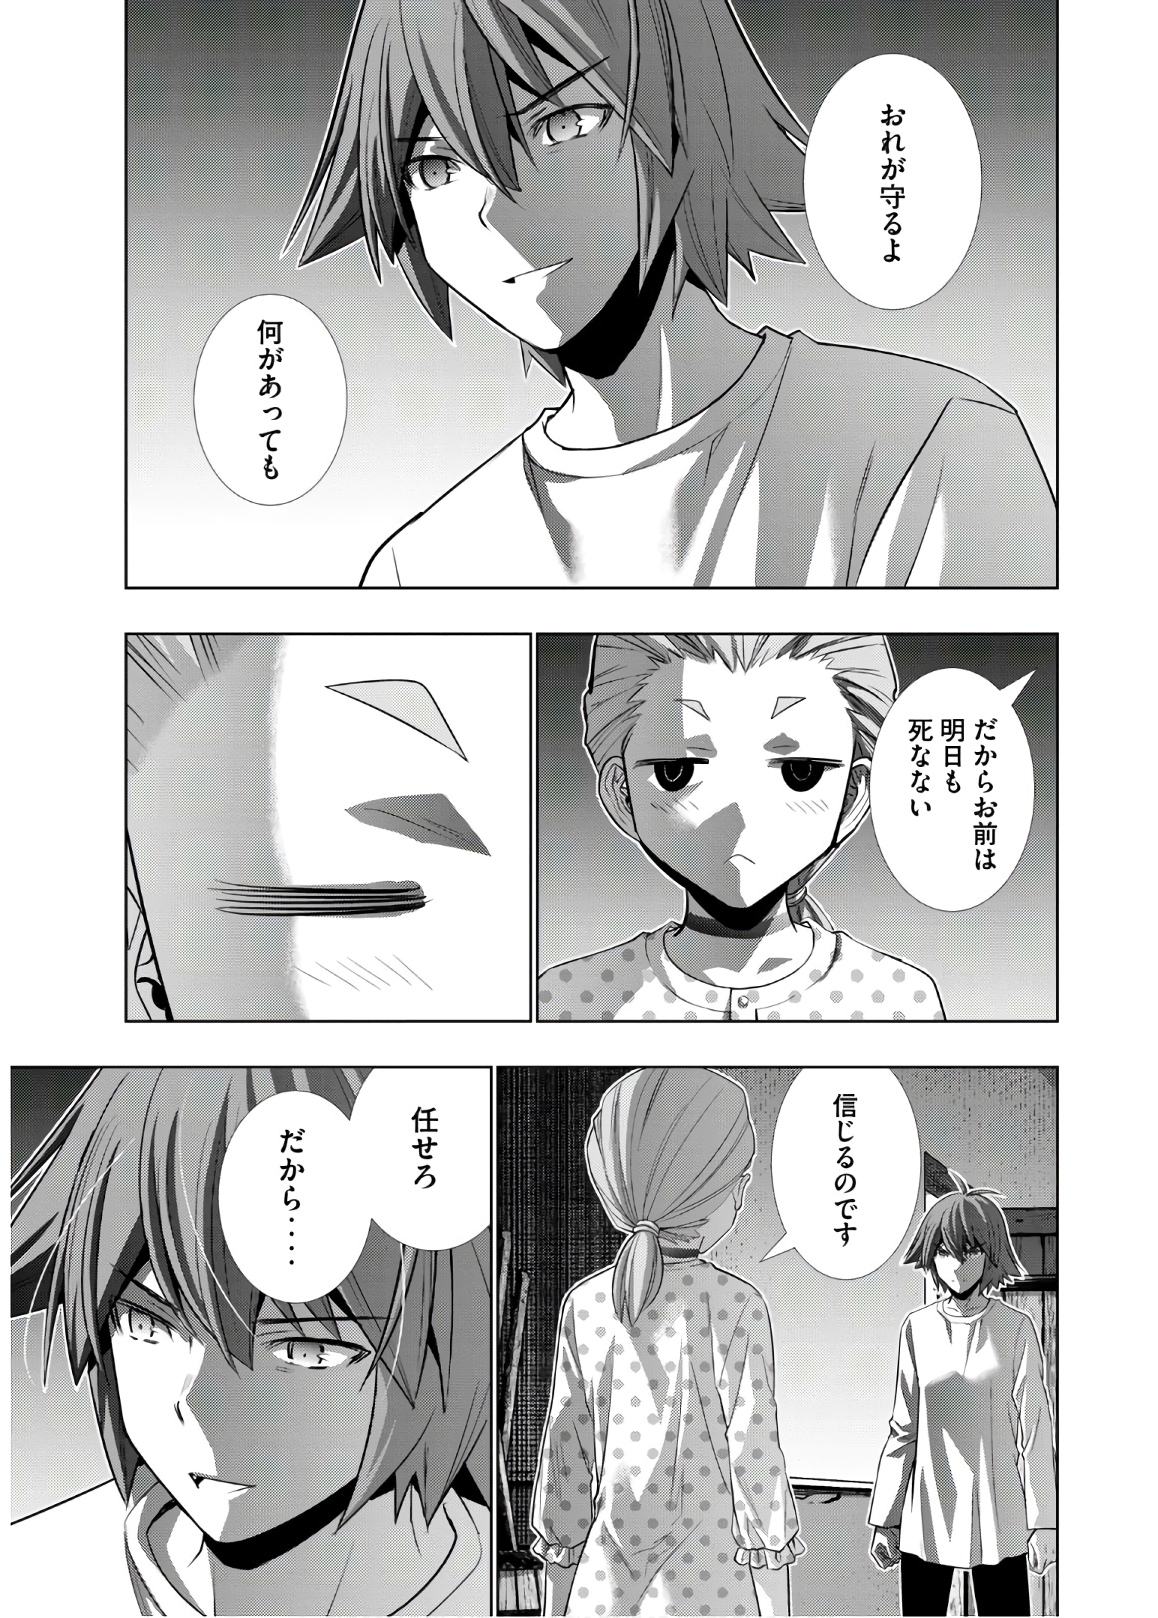 おれが守るよ
何があっても
だからお前は
明日も
死なない
信じるのです
任せろ
だから‥‥